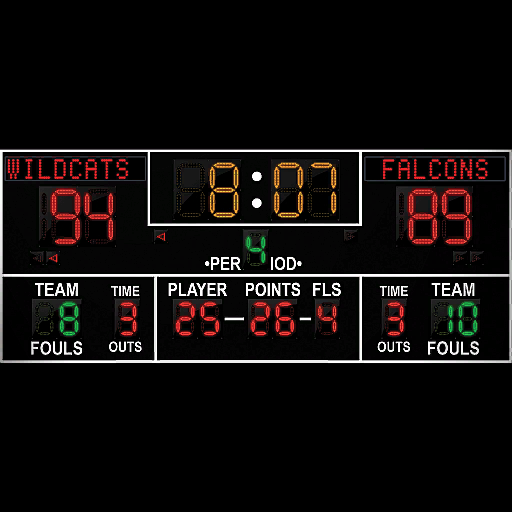 WILDCATS 8:07 FALCONS
94 89
•PER 4 IOD•
TEAM TIME PLAYER POINTS FLS TIME TEAM
8 3 25—26-4 3 10
FOULS OUTS OUTS FOULS